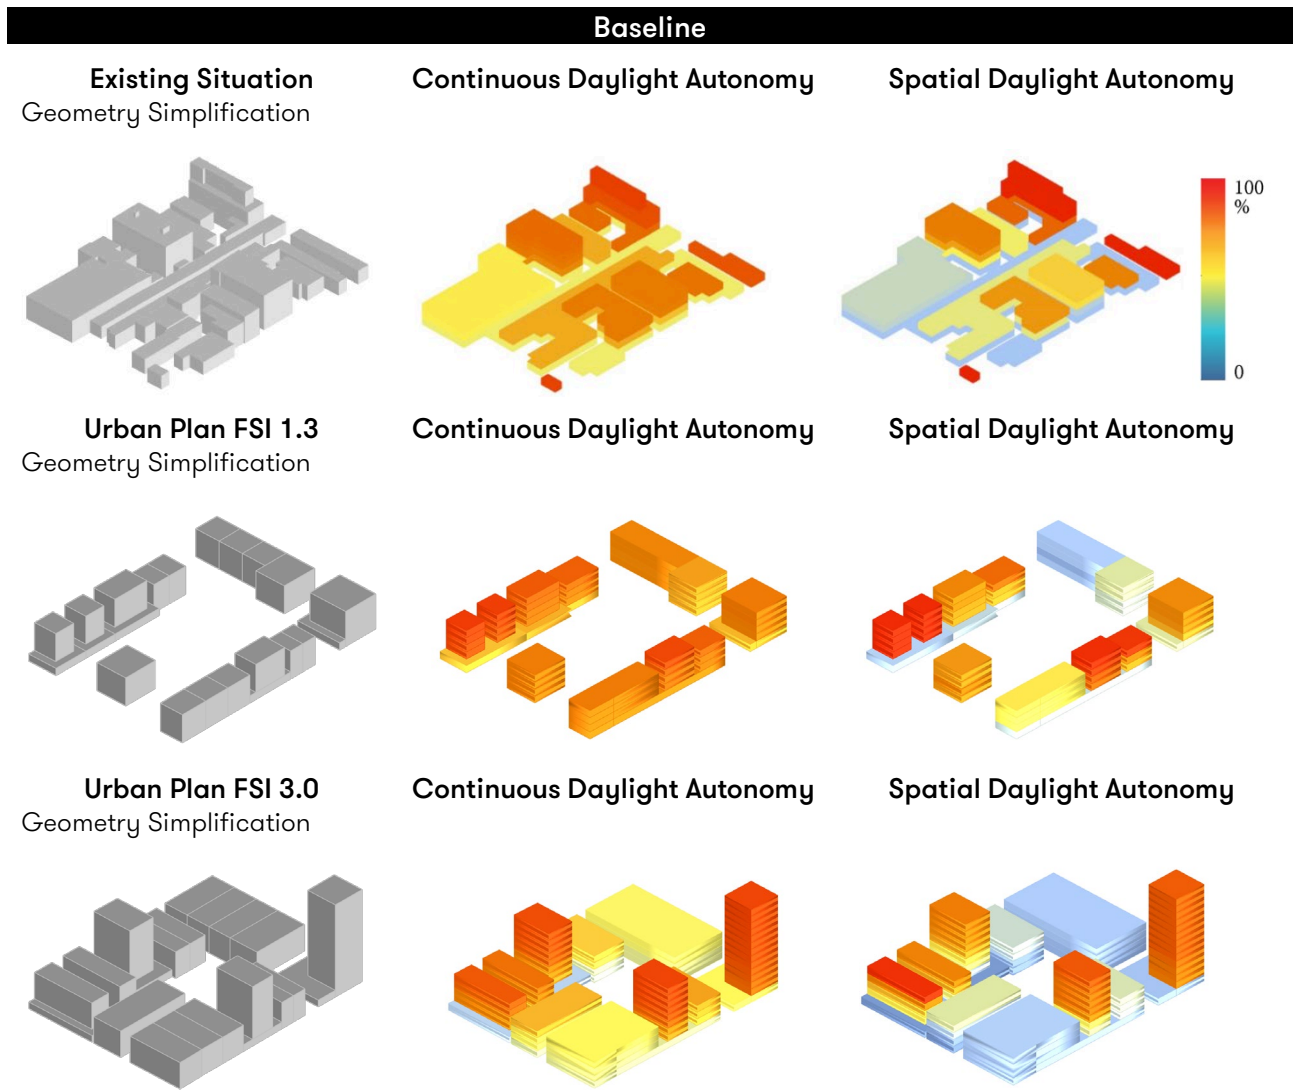 Baseline
Existing Situation
Geometry Simplification
Continuous Daylight Autonomy
Spatial Daylight Autonomy
100
%
0
Urban Plan FSI 1.3
Geometry Simplification
Continuous Daylight Autonomy
Spatial Daylight Autonomy
Urban Plan FSI 3.0
Geometry Simplification
Continuous Daylight Autonomy
Spatial Daylight Autonomy